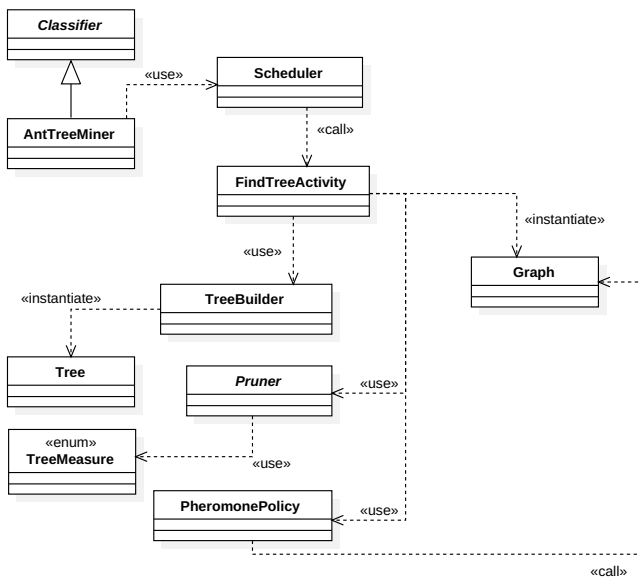 Classifier
«use»
Scheduler
AntTreeMiner
«call»
FindTreeActivity
«instantiate»
«use»
Graph
«instantiate»
TreeBuilder
Tree
Pruner
«use»
«enum»
TreeMeasure
«use»
PheromonePolicy
«use»
«call»